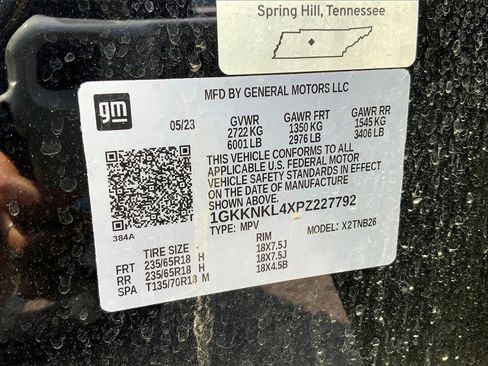 Spring Hill, Tennessee
gm
MFD BY GENERAL MOTORS LLC
05/23 GVWR GAWR FRT GAWR RR
2722 KG 1350 KG 1545 KG
6001 LB 2976 LB 3406 LB
THIS VEHICLE CONFORMS TO ALL
APPLICABLE U.S. FEDERAL MOTOR
VEHICLE SAFETY STANDARDS IN EFFECT
ON THE DATE OF MANUFACTURE
SHOWN ABOVE.
1GKKNKL4XPZ227792
384A TYPE: MPV MODEL: X2TNB26
TIRE SIZE RIM
FRT 235/65R18 H 18X7.5J
RR 235/65R18 H 18X7.5J
SPA T135/70R18 M 18X4.5B